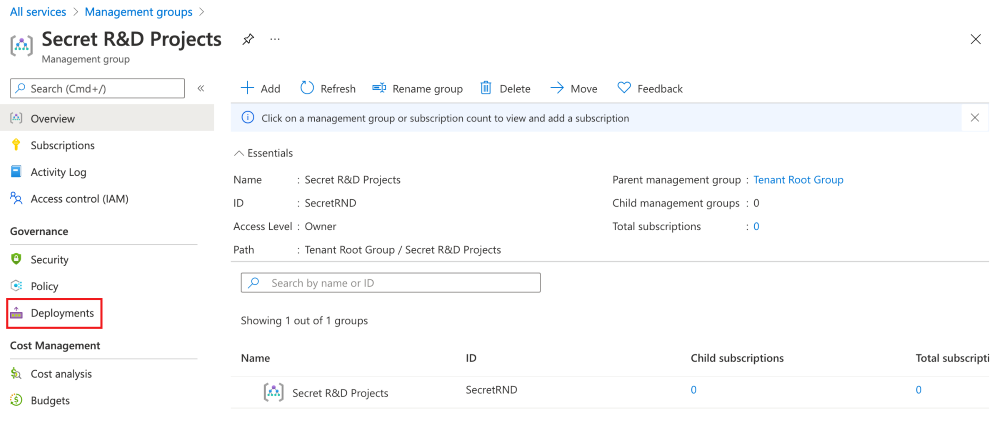 All services > Management groups >
Secret R&D Projects ...
Management group
Search (Cmd+/) «
Overview
Subscriptions
Activity Log
Access control (IAM)
Governance
Security
Policy
Deployments
Cost Management
Cost analysis
Budgets
Add Refresh Rename group Delete Move Feedback
Click on a management group or subscription count to view and add a subscription
Essentials
Name : Secret R&D Projects Parent management group : Tenant Root Group
ID : SecretRND Child management groups : 0
Access Level : Owner Total subscriptions : 0
Path : Tenant Root Group / Secret R&D Projects
Search by name or ID
Showing 1 out of 1 groups
Name ID Child subscriptions Total subscripti
Secret R&D Projects SecretRND 0 0